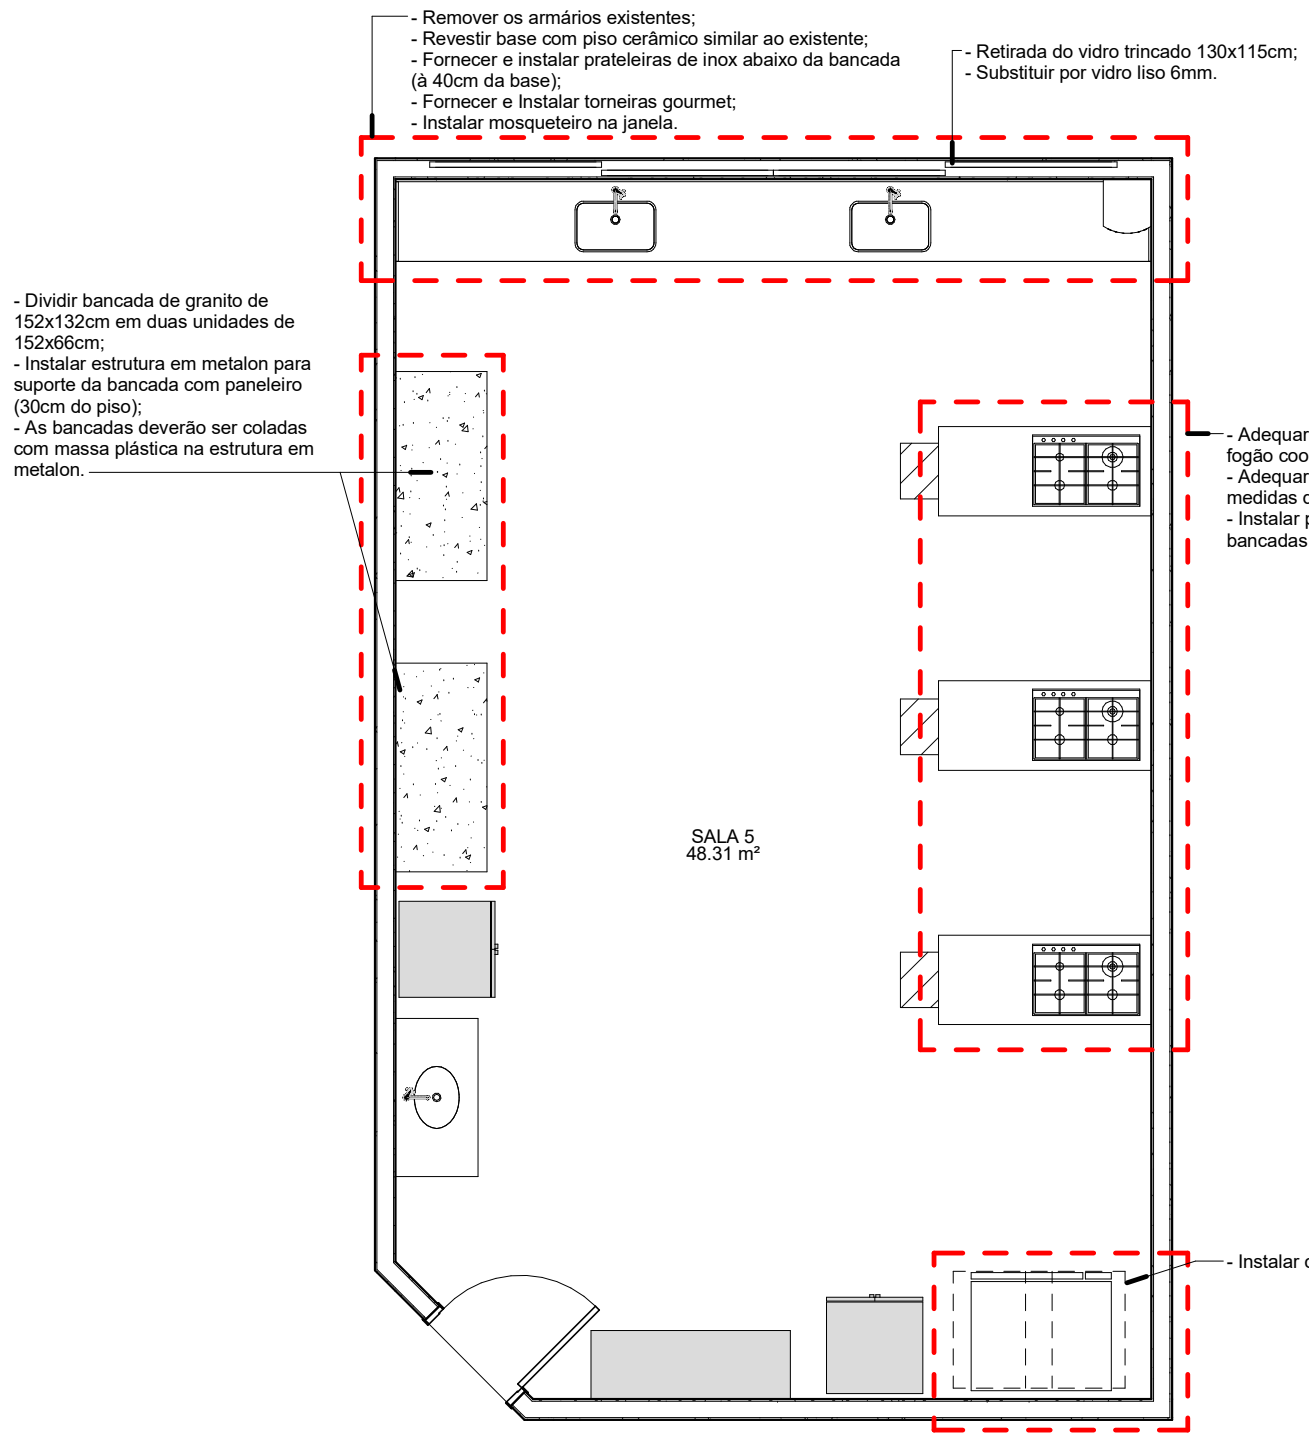 - Remover os armários existentes;
- Revestir base com piso cerâmico similar ao existente;
- Fornecer e instalar prateleiras de inox abaixo da bancada
(à 40cm da base);
- Fornecer e Instalar torneiras gourmet;
- Instalar mosqueteiro na janela.
- Retirada do vidro trincado 130x115cm;
- Substituir por vidro liso 6mm.
- Dividir bancada de granito de
152x132cm em duas unidades de
152x66cm;
- Instalar estrutura em metalon para
suporte da bancada com paneleiro
(30cm do piso);
- As bancadas deverão ser coladas
com massa plástica na estrutura em
metalon.
- Adequar
fogão coo
- Adequar
medidas
- Instalar
bancadas
SALA 5
48.31 m²
- Instalar